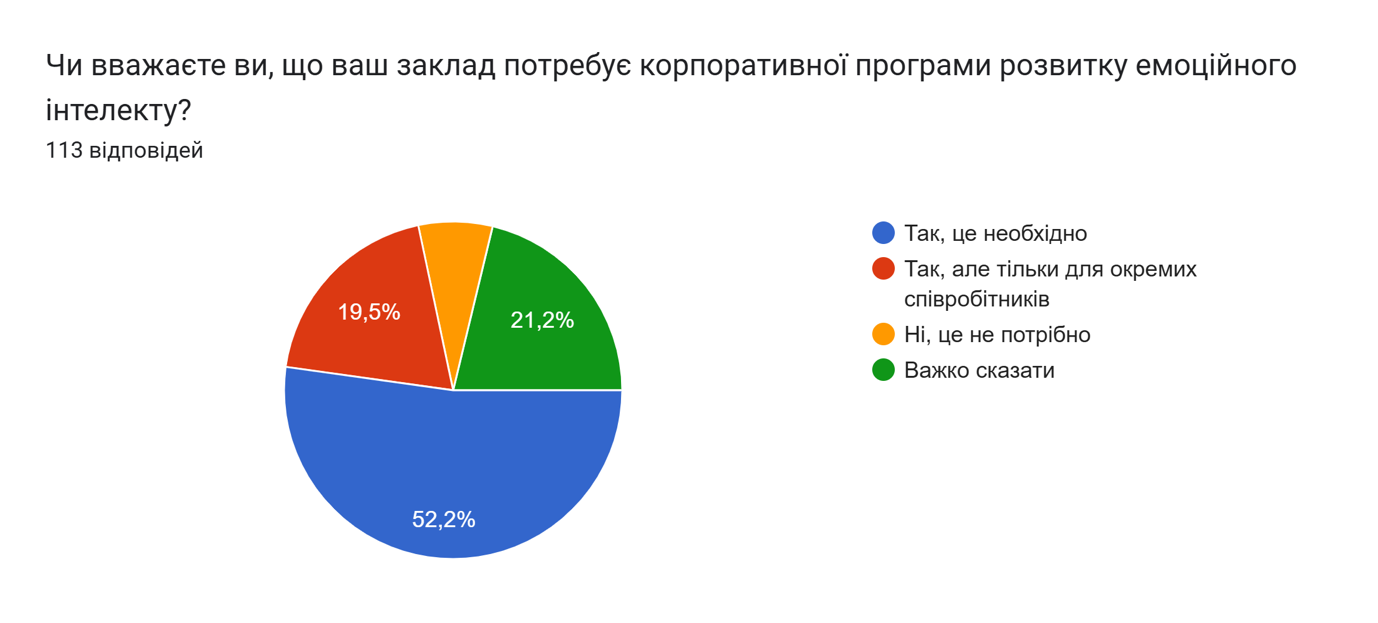 Чи вважаєте ви, що ваш заклад потребує корпоративної програми розвитку емоційного
інтелекту?
113 відповідей
19,5%
21,2%
52,2%
Так, це необхідно
Так, але тільки для окремих
співробітників
Ні, це не потрібно
Важко сказати